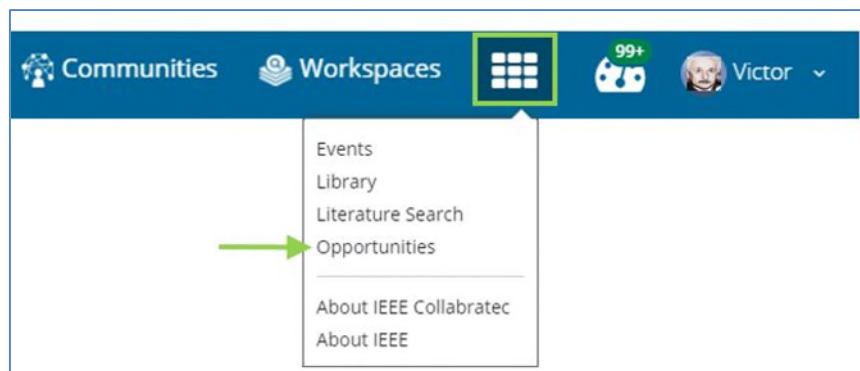 Communities Workspaces 99+ Victor
Events
Library
Literature Search
Opportunities
About IEEE Collabratec
About IEEE